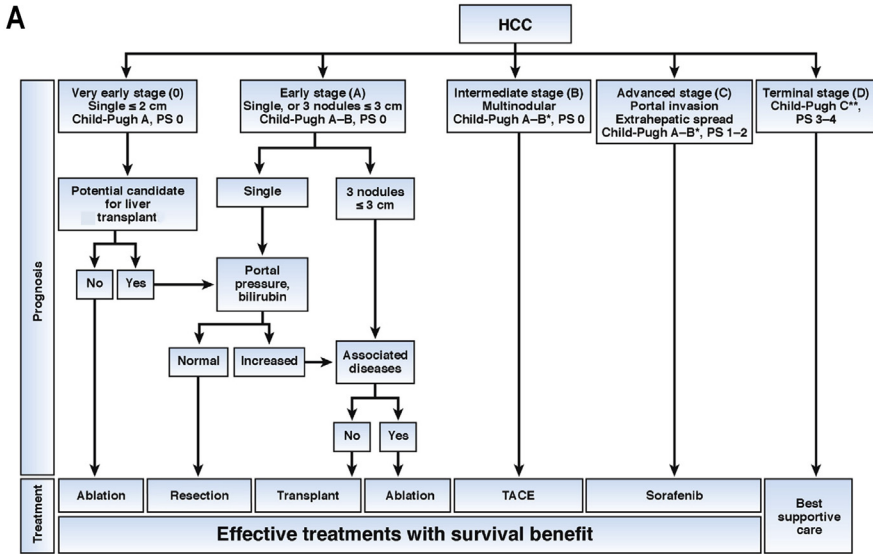 A
HCC
Very early stage (0)
Single ≤ 2 cm
Child-Pugh A, PS 0
Early stage (A)
Single, or 3 nodules ≤ 3 cm
Child-Pugh A–B, PS 0
Intermediate stage (B)
Multinodular
Child-Pugh A–B*, PS 0
Advanced stage (C)
Portal invasion
Extrahepatic spread
Child-Pugh A–B*, PS 1–2
Terminal stage (D)
Child-Pugh C**,
PS 3–4
Potential candidate
for liver
transplant
Single
3 nodules
≤ 3 cm
No
Yes
Portal
pressure,
bilirubin
Normal
Increased
Associated
diseases
No
Yes
Prognosis
Treatment
Ablation
Resection
Transplant
Ablation
TACE
Sorafenib
Best
supportive
care
Effective treatments with survival benefit